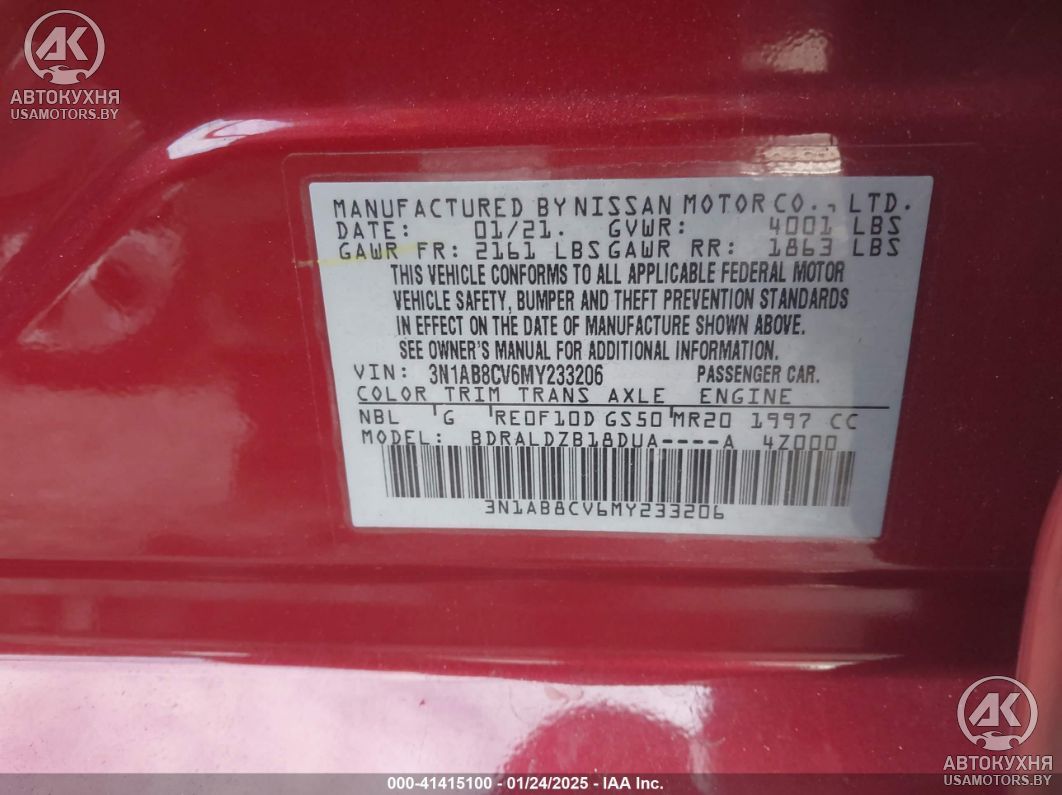 AK
АВТОКУХНЯ
USAMOTORS.BY
MANUFACTURED BY NISSAN MOTOR CO., LTD.
DATE: 01/21. GVWR: 4001 LBS
GAWR FR: 2161 LBS GAWR RR: 1863 LBS
THIS VEHICLE CONFORMS TO ALL APPLICABLE FEDERAL MOTOR
VEHICLE SAFETY, BUMPER AND THEFT PREVENTION STANDARDS
IN EFFECT ON THE DATE OF MANUFACTURE SHOWN ABOVE.
SEE OWNER'S MANUAL FOR ADDITIONAL INFORMATION.
VIN: 3N1AB8CV6MY233206 PASSENGER CAR.
COLOR TRIM TRANS AXLE ENGINE
NBL 'G 'RE0F10D GS50'MR20 1997 CC
MODEL: BDRALDZB18DUA----A 4Z000
3N1AB8CV6MY233206
AK
АВТОКУХНЯ
USAMOTORS.BY
000-41415100 - 01/24/2025 - IAA Inc.